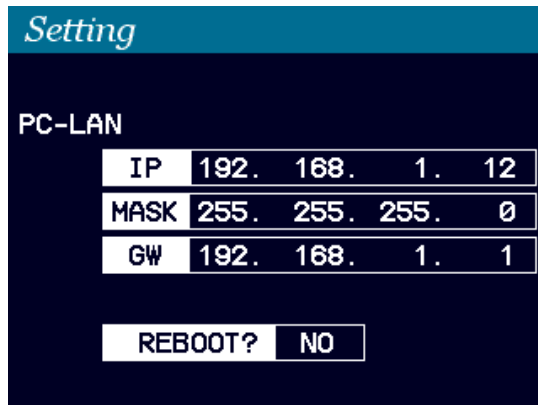 Setting
PC-LAN
IP 192. 168. 1. 12
MASK 255. 255. 255. 0
GW 192. 168. 1. 1
REBOOT? NO